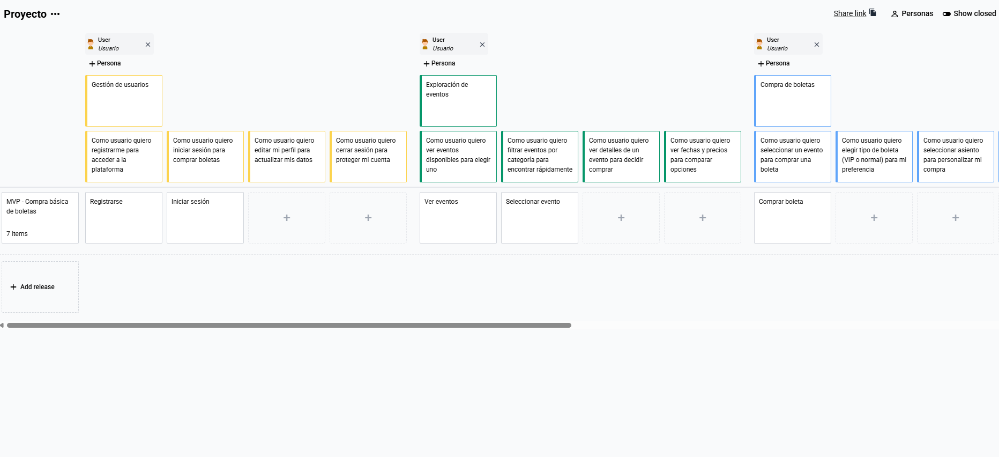 Proyecto
Share link
Personas
Show closed
User
Usuario
User
Usuario
User
Usuario
Persona
Persona
Persona
Gestión de usuarios
Exploración de
eventos
Compra de boletas
Como usuario quiero
registrarme para
acceder a la
plataforma
Como usuario quiero
iniciar sesión para
comprar boletas
Como usuario quiero
editar mi perfil para
actualizar mis datos
Como usuario quiero
cerrar sesión para
proteger mi cuenta
Como usuario quiero
ver eventos
disponibles para elegir
uno
Como usuario quiero
filtrar eventos por
categoría para
encontrar rápidamente
Como usuario quiero
ver detalles de un
evento para decidir
comprar
Como usuario quiero
ver fechas y precios
para comparar
opciones
Como usuario quiero
seleccionar un evento
para comprar una
boleta
Como usuario quiero
elegir tipo de boleta
(VIP o normal) para mi
preferencia
Como usuario quiero
seleccionar asiento
para personalizar mi
compra
MVP - Compra básica
de boletas
7 items
Registrarse
Iniciar sesión
Ver eventos
Seleccionar evento
Comprar boleta
Add release